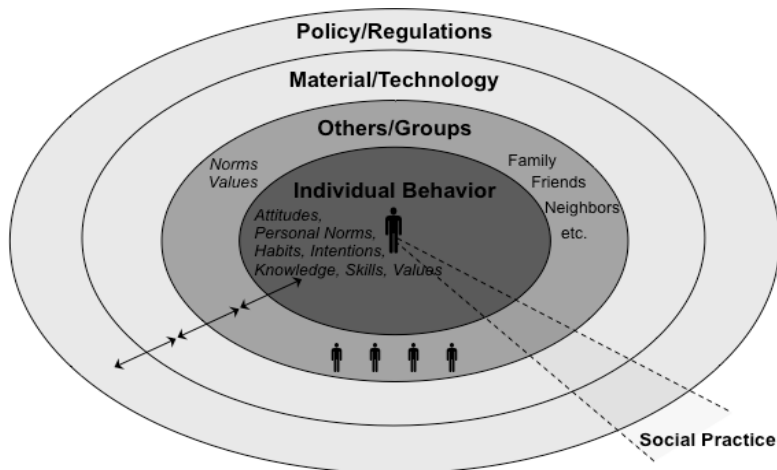 Policy/Regulations
Material/Technology
Others/Groups
Norms
Values
Family
Friends
Neighbors
etc.
Individual Behavior
Attitudes,
Personal Norms,
Habits, Intentions,
Knowledge, Skills, Values
Social Practice